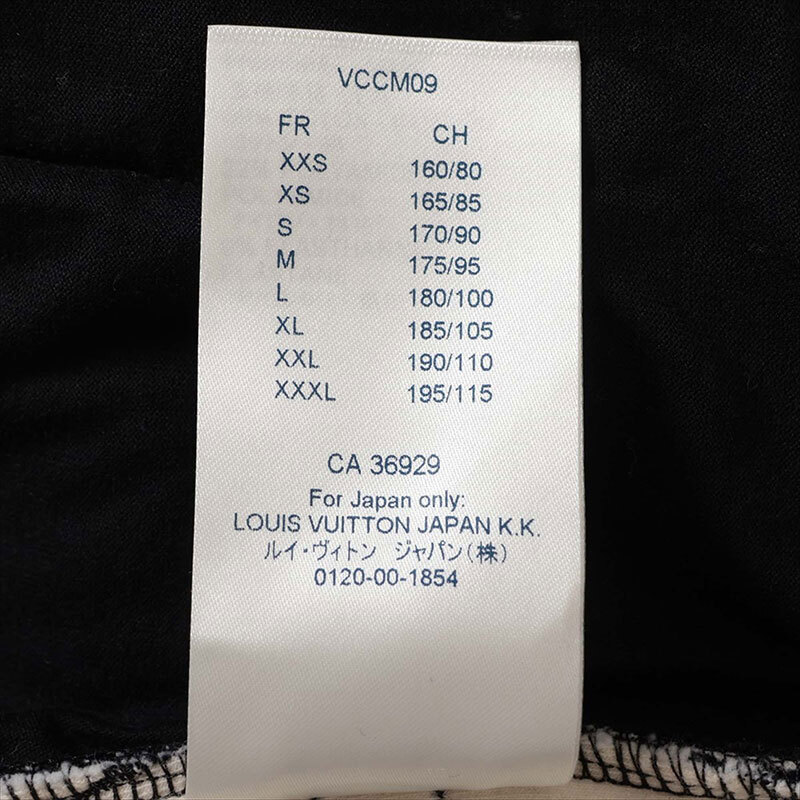 VCCM09
FR CH
XXS 160/80
XS 165/85
S 170/90
M 175/95
L 180/100
XL 185/105
XXL 190/110
XXXL 195/115
CA 36929
For Japan only:
LOUIS VUITTON JAPAN K.K.
ルイ・ヴィトン ジャパン(株)
0120-00-1854